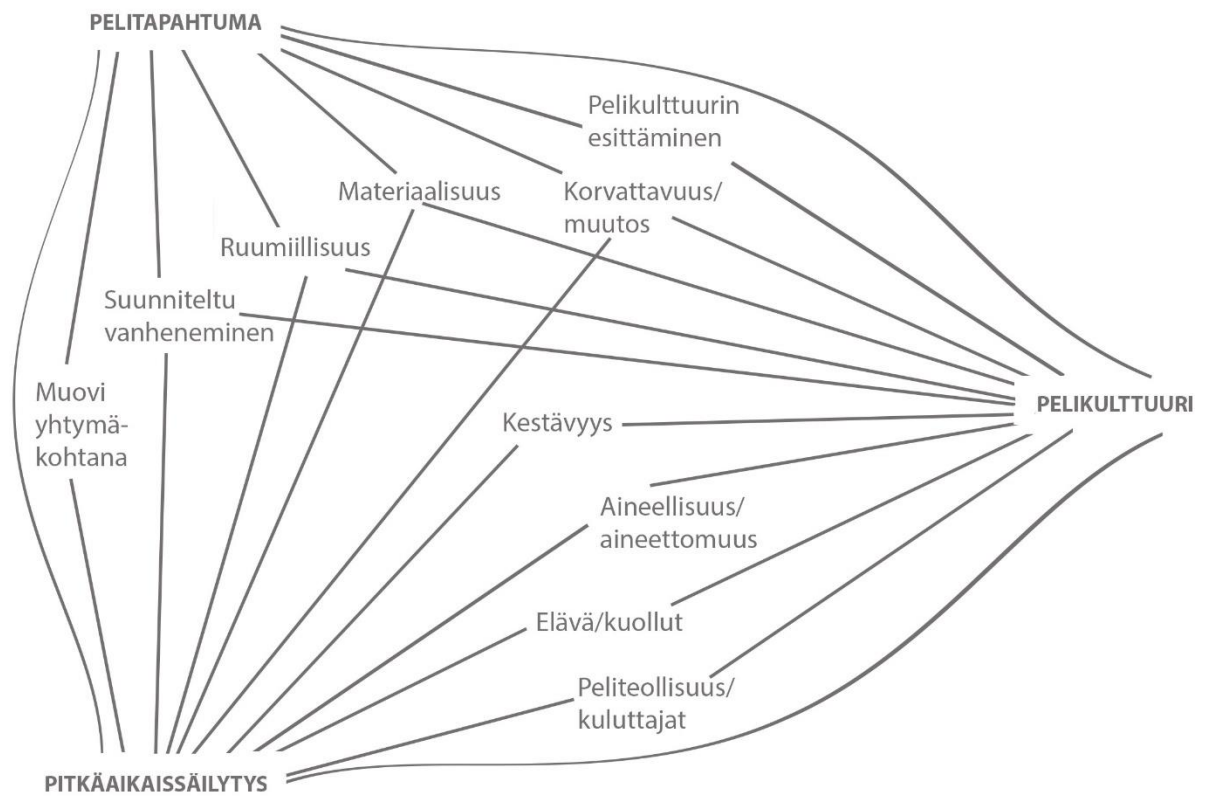 PELITAPAHTUMA
Pelikulttuurin
esittäminen
Materiaalisuus
Korvattavuus/
muutos
Ruumiillisuus
Suunniteltu
vanheneminen
Muovi
yhtymä-
kohtana
PELIKULTTUURI
Kestävyys
Aineellisuus/
aineettomuus
Elävä/kuollut
Peliteollisuus/
kuluttajat
PITKÄAIKAISSÄILYTYS